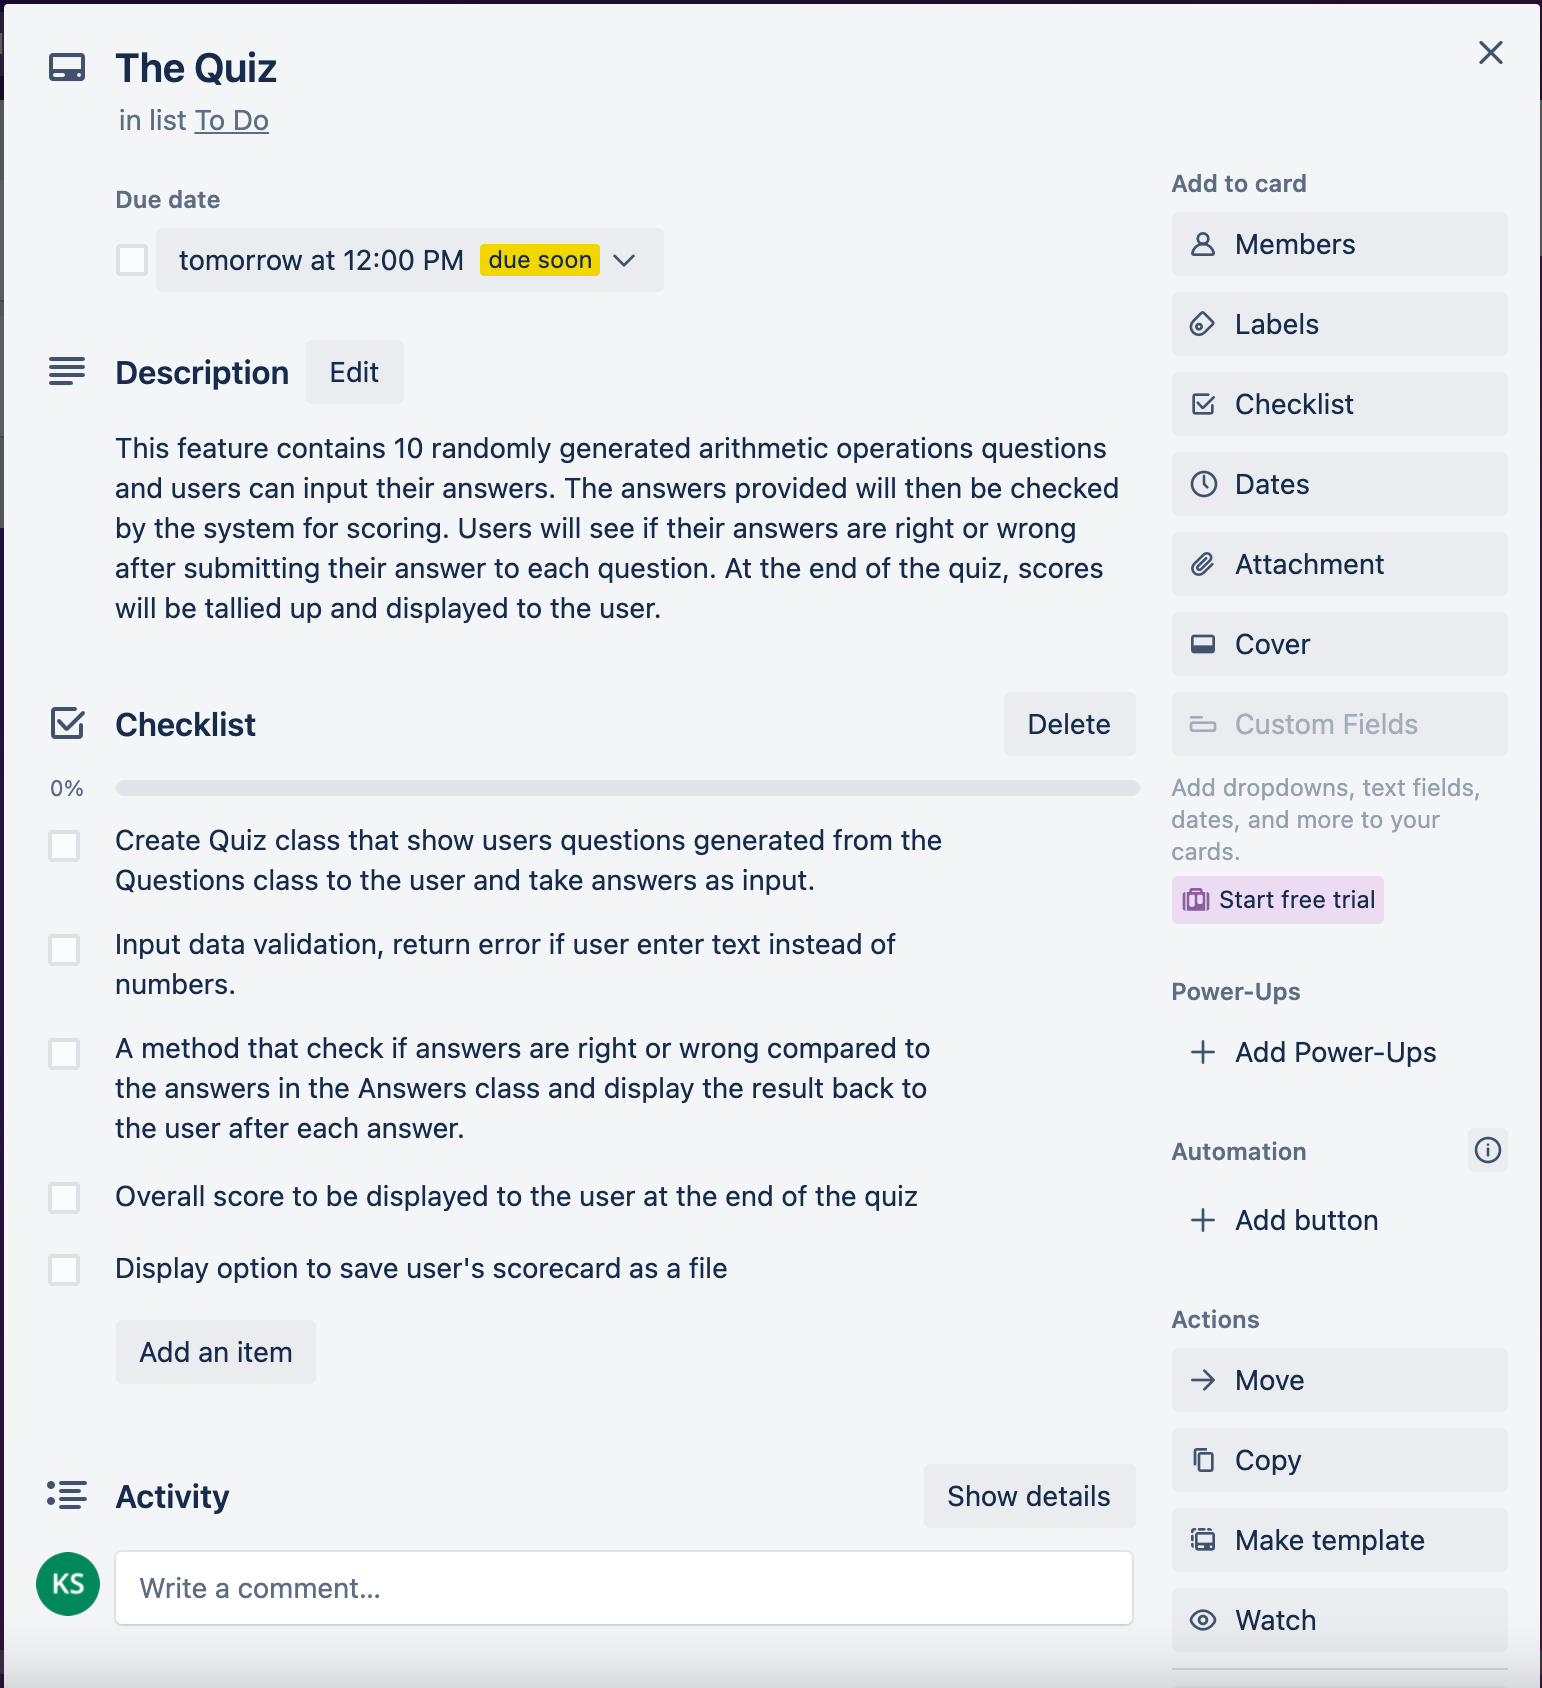 The Quiz
in list To Do
Due date
tomorrow at 12:00 PM due soon
Description Edit
This feature contains 10 randomly generated arithmetic operations questions
and users can input their answers. The answers provided will then be checked
by the system for scoring. Users will see if their answers are right or wrong
after submitting their answer to each question. At the end of the quiz, scores
will be tallied up and displayed to the user.
Checklist Delete
0%
Create Quiz class that show users questions generated from the
Questions class to the user and take answers as input.
Input data validation, return error if user enter text instead of
numbers.
A method that check if answers are right or wrong compared to
the answers in the Answers class and display the result back to
the user after each answer.
Overall score to be displayed to the user at the end of the quiz
Display option to save user's scorecard as a file
Add an item
Activity Show details
KS Write a comment...
Add to card
Members
Labels
Checklist
Dates
Attachment
Cover
Custom Fields
Add dropdowns, text fields,
dates, and more to your
cards.
Start free trial
Power-Ups
Add Power-Ups
Automation
Add button
Actions
Move
Copy
Make template
Watch